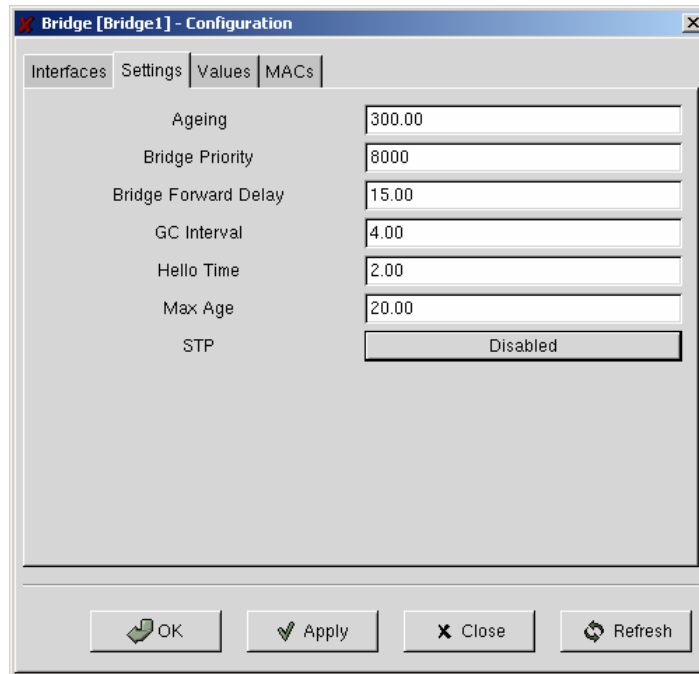 Bridge [Bridge1] - Configuration
Interfaces Settings Values MACs
Ageing 300.00
Bridge Priority 8000
Bridge Forward Delay 15.00
GC Interval 4.00
Hello Time 2.00
Max Age 20.00
STP Disabled
OK Apply Close Refresh